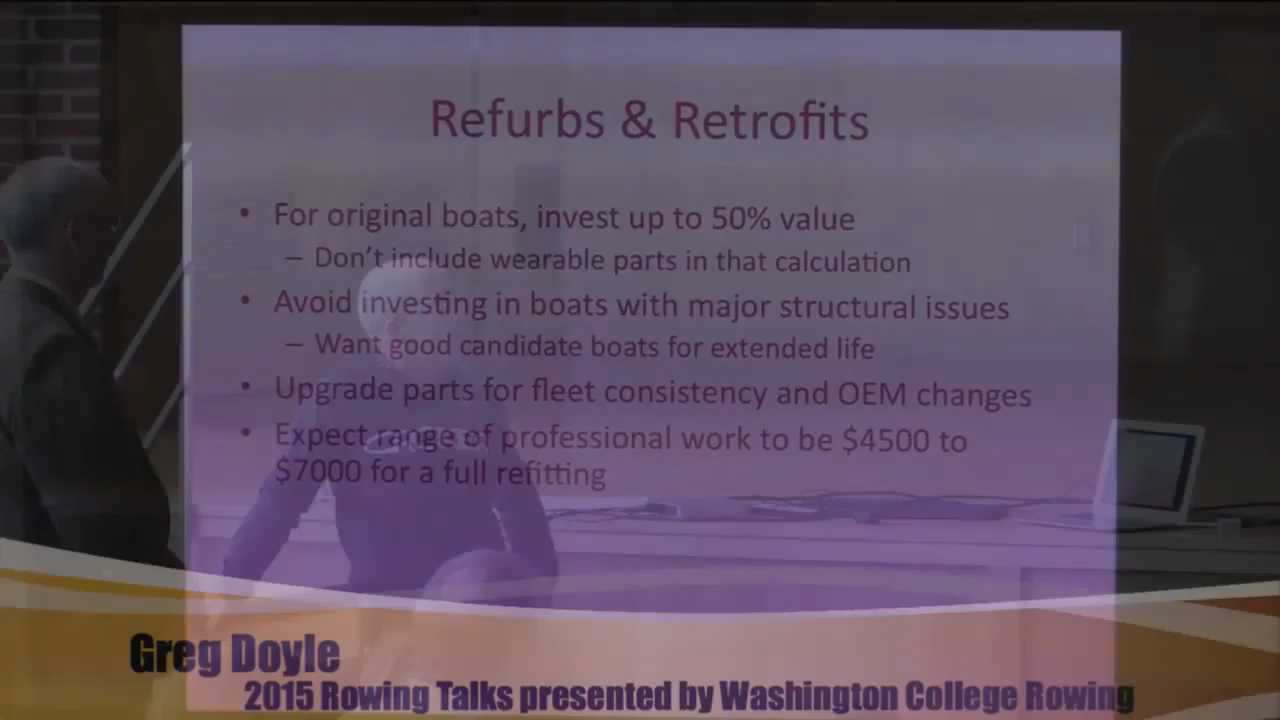 Refurbs & Retrofits
• For original boats, invest up to 50% value
– Don't include wearable parts in that calculation
• Avoid investing in boats with major structural issues
– Want good candidate boats for extended life
• Upgrade parts for fleet consistency and OEM changes
• Expect range of professional work to be $4500 to
$7000 for a full refitting
Greg Doyle
2015 Rowing Talks presented by Washington College Rowing